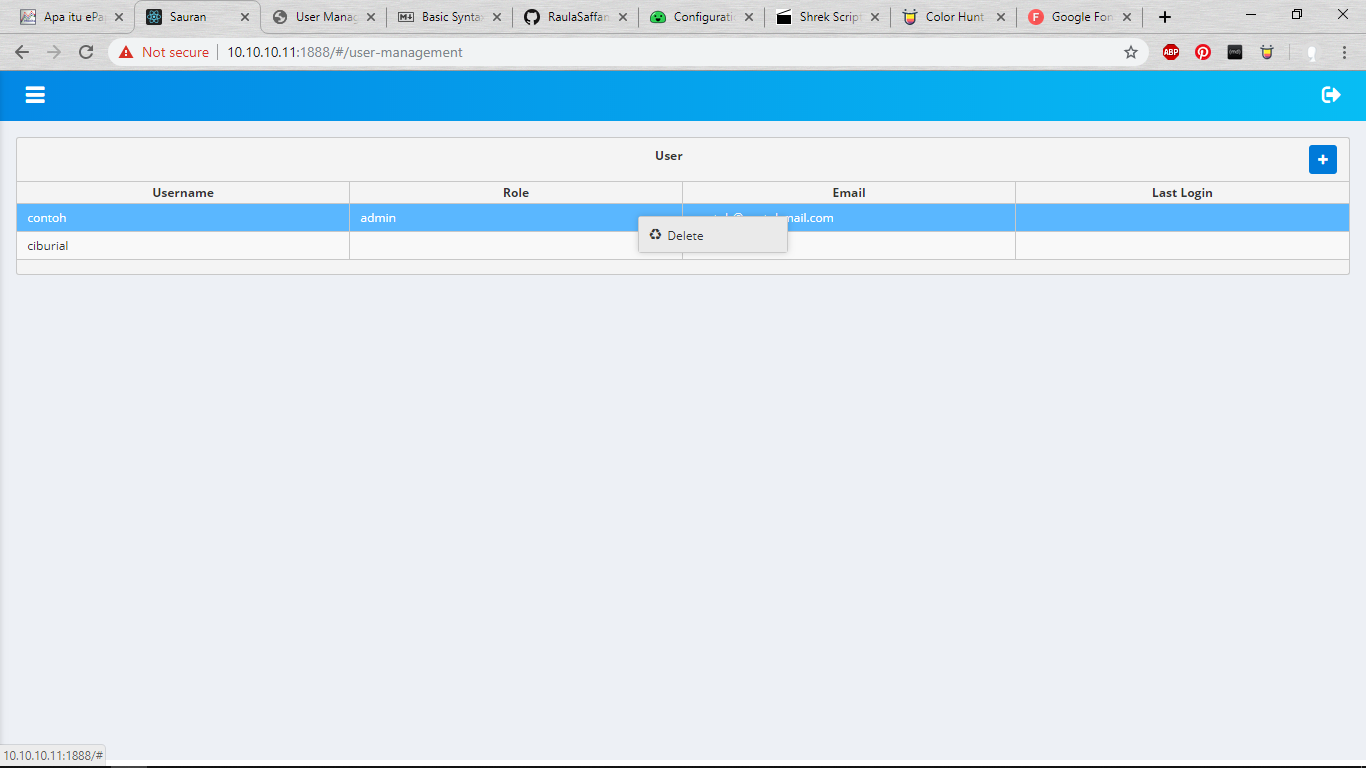 Apa itu ePa
Sauran
User Manag
Basic Synta
RaulaSaffan
Configurati
Shrek Script
Color Hunt
Google Fon
Not secure
10.10.10.11:1888/#/user-management
ABP
User
Username Role Email Last Login
contoh admin mail.com
Delete
ciburial
10.10.10.11:1888/#